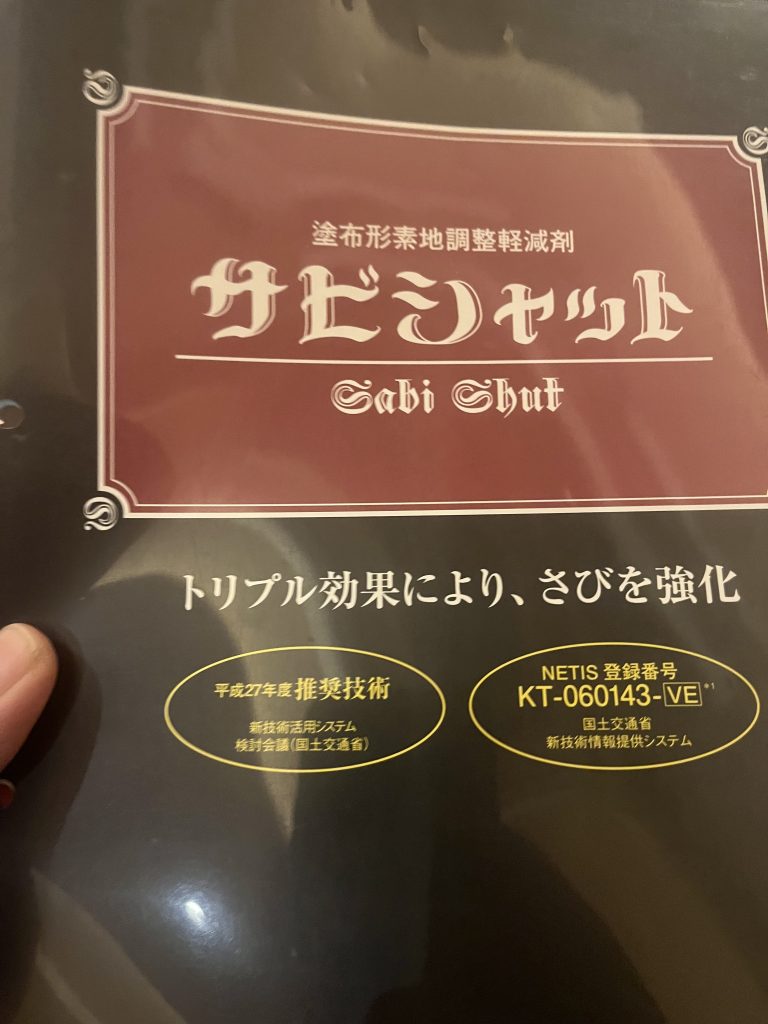 塗布形素地調整軽減剤
サビシャット
Sabi Shut
トリプル効果により、さびを強化
平成27年度 推奨技術
新技術活用システム
検討会議(国土交通省)
NETIS 登録番号
KT-060143-VE *1
国土交通省
新技術情報提供システム